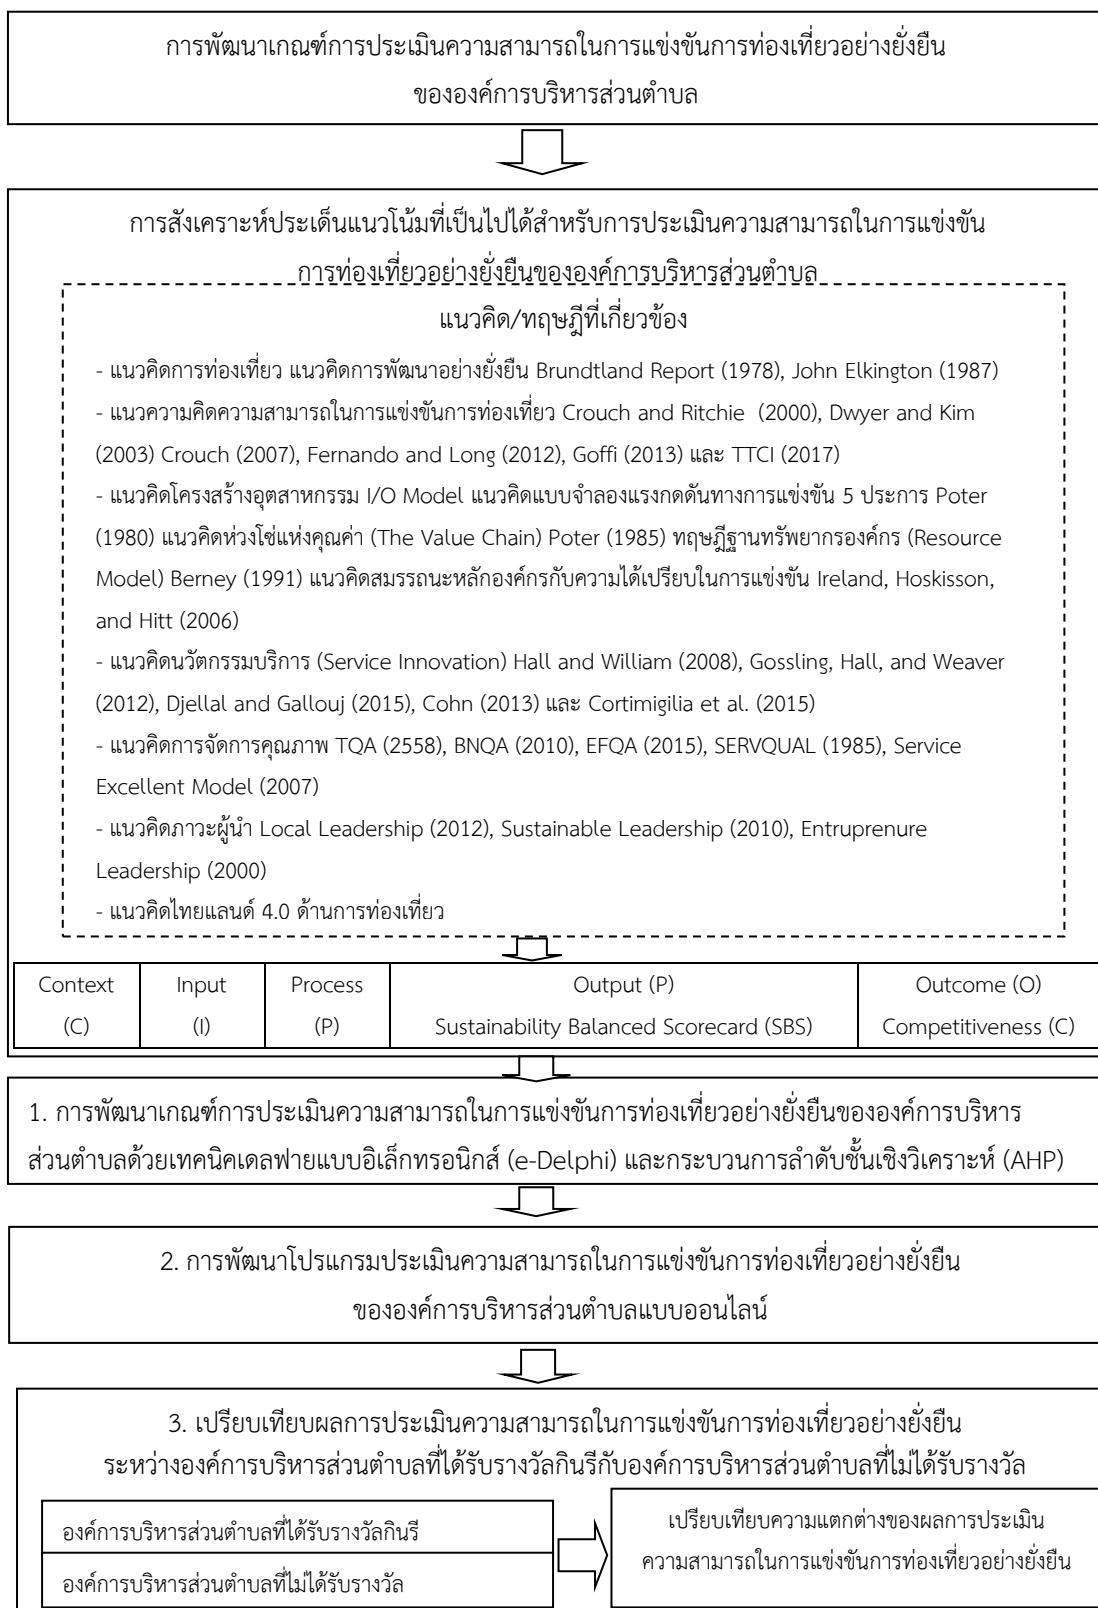 การพัฒนาเกณฑ์การประเมินความสามารถในการแข่งขันการท่องเที่ยวอย่างยั่งยืน
ขององค์การบริหารส่วนตำบล
การสังเคราะห์ประเด็นแนวโน้มที่เป็นไปได้สำหรับการประเมินความสามารถในการแข่งขัน
การท่องเที่ยวอย่างยั่งยืนขององค์การบริหารส่วนตำบล
แนวคิด/ทฤษฎีที่เกี่ยวข้อง
- แนวคิดการท่องเที่ยว แนวคิดการพัฒนาอย่างยั่งยืน Brundtland Report (1978), John Elkington (1987)
- แนวความคิดความสามารถในการแข่งขันการท่องเที่ยว Crouch and Ritchie (2000), Dwyer and Kim
(2003) Crouch (2007), Fernando and Long (2012), Goffi (2013) และ TTCI (2017)
- แนวคิดโครงสร้างอุตสาหกรรม I/O Model แนวคิดแบบจำลองแรงกดดันทางการแข่งขัน 5 ประการ Poter
(1980) แนวคิดห่วงโซ่แห่งคุณค่า (The Value Chain) Poter (1985) ทฤษฎีฐานทรัพยากรองค์กร (Resource
Model) Berney (1991) แนวคิดสมรรถนะหลักองค์กรกับความได้เปรียบในการแข่งขัน Ireland, Hoskisson,
and Hitt (2006)
- แนวคิดนวัตกรรมบริการ (Service Innovation) Hall and William (2008), Gossling, Hall, and Weaver
(2012), Djellal and Gallouj (2015), Cohn (2013) และ Cortimigilia et al. (2015)
- แนวคิดการจัดการคุณภาพ TQA (2558), BNQA (2010), EFQA (2015), SERVQUAL (1985), Service
Excellent Model (2007)
- แนวคิดภาวะผู้นำ Local Leadership (2012), Sustainable Leadership (2010), Entruprenure
Leadership (2000)
- แนวคิดไทยแลนด์ 4.0 ด้านการท่องเที่ยว
Context
(C)
Input
(I)
Process
(P)
Output (P)
Sustainability Balanced Scorecard (SBS)
Outcome (O)
Competitiveness (C)
1. การพัฒนาเกณฑ์การประเมินความสามารถในการแข่งขันการท่องเที่ยวอย่างยั่งยืนขององค์การบริหาร
ส่วนตำบลด้วยเทคนิคเดลฟายแบบอิเล็กทรอนิกส์ (e-Delphi) และกระบวนการลำดับชั้นเชิงวิเคราะห์ (AHP)
2. การพัฒนาโปรแกรมประเมินความสามารถในการแข่งขันการท่องเที่ยวอย่างยั่งยืน
ขององค์การบริหารส่วนตำบลแบบออนไลน์
3. เปรียบเทียบผลการประเมินความสามารถในการแข่งขันการท่องเที่ยวอย่างยั่งยืน
ระหว่างองค์การบริหารส่วนตำบลที่ได้รับรางวัลกินรีกับองค์การบริหารส่วนตำบลที่ไม่ได้รับรางวัล
องค์การบริหารส่วนตำบลที่ได้รับรางวัลกินรี
องค์การบริหารส่วนตำบลที่ไม่ได้รับรางวัล
เปรียบเทียบความแตกต่างของผลการประเมิน
ความสามารถในการแข่งขันการท่องเที่ยวอย่างยั่งยืน